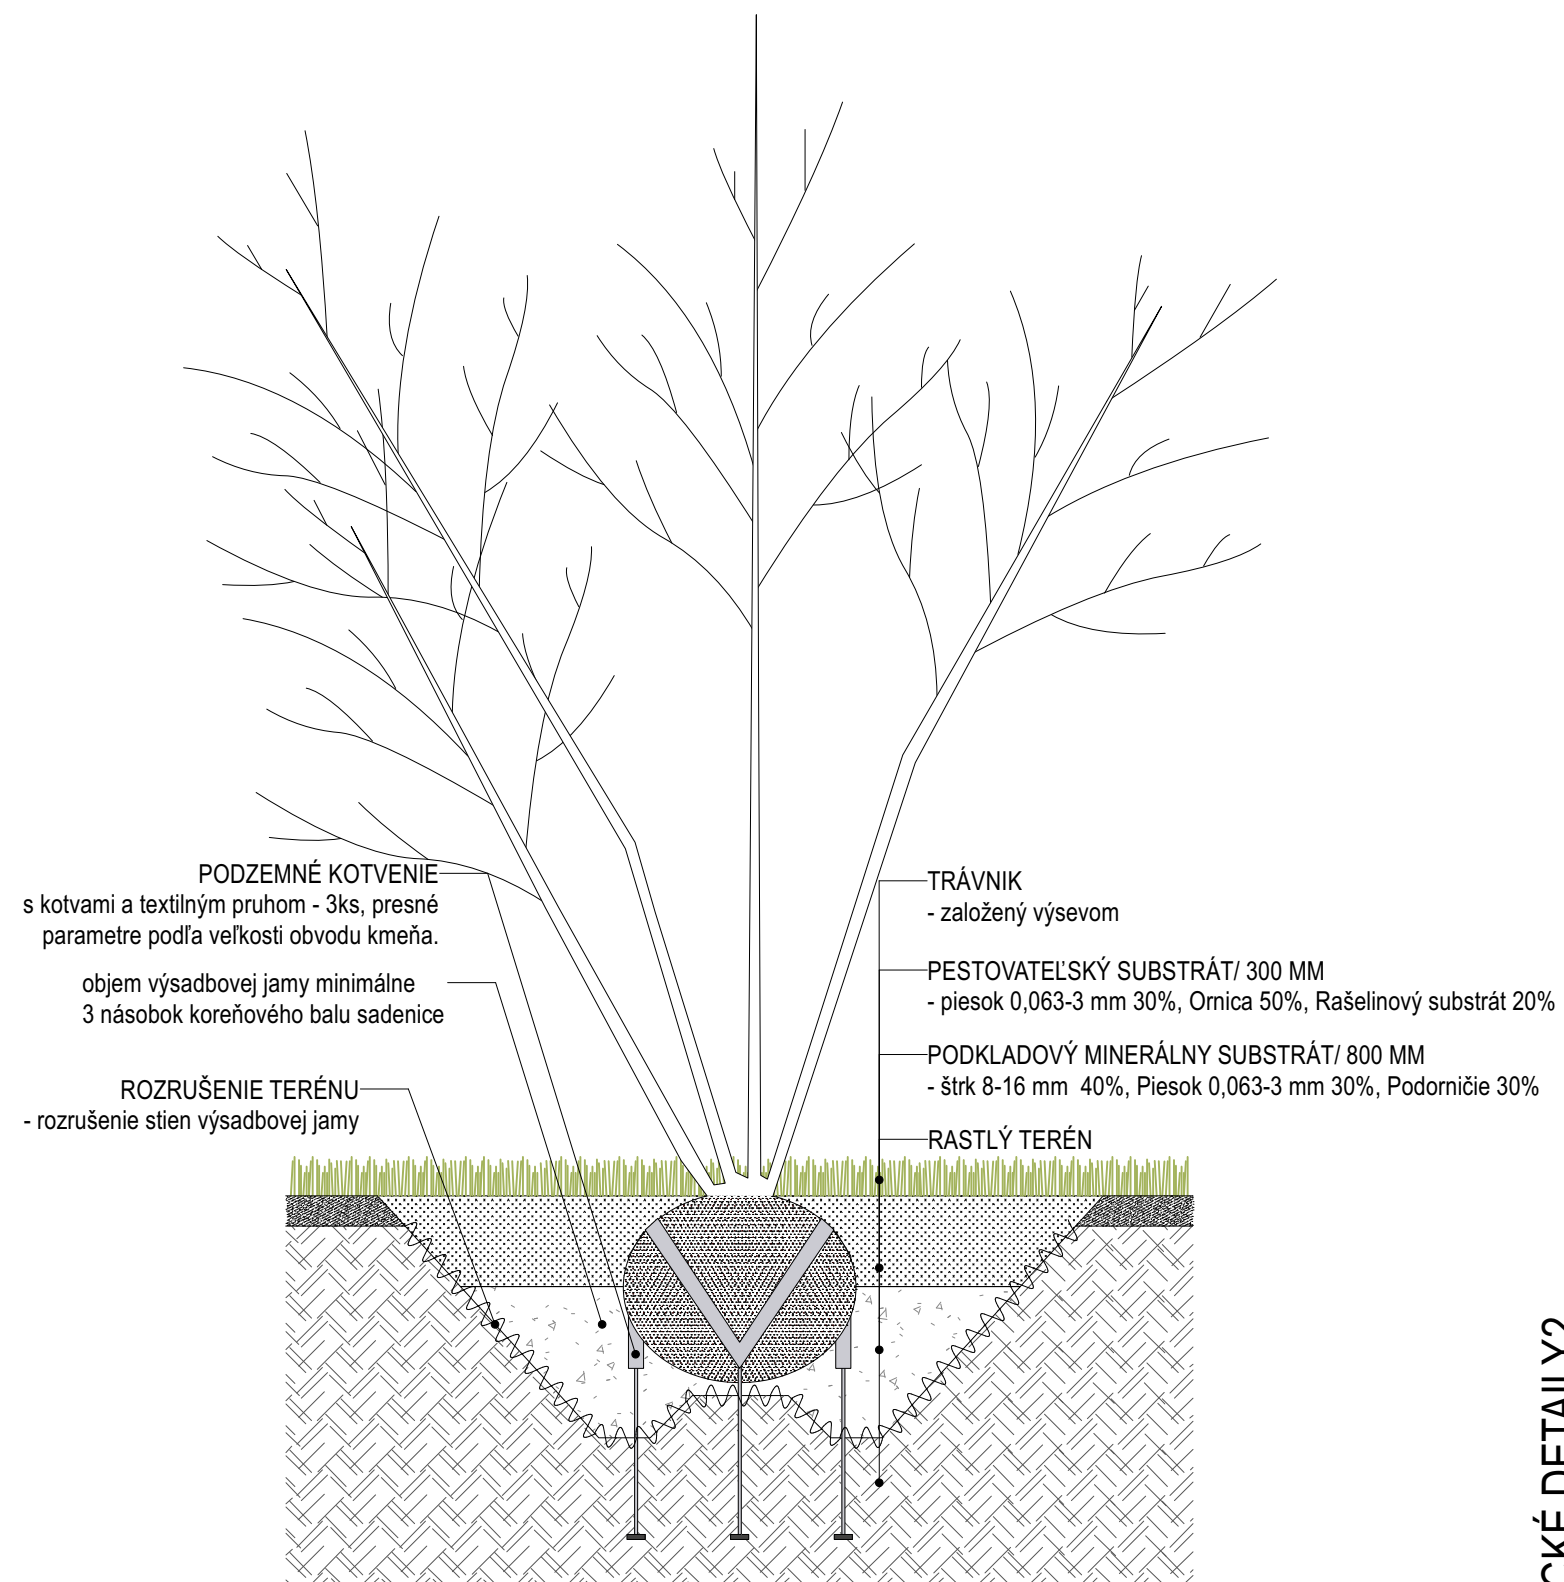 PODZEMNÉ KOTVENIE
s kotvami a textilným pruhom - 3ks, presné
parametre podľa veľkosti obvodu kmeňa.
objem výsadbovej jamy minimálne
3 násobok koreňového balu sadenice
ROZRUŠENIE TERÉNU
- rozrušenie stien výsadbovej jamy
TRÁVNIK
- založený výsevom
PESTOVATEĽSKÝ SUBSTRÁT/ 300 MM
- piesok 0,063-3 mm 30%, Ornica 50%, Rašelinový substrát 20%
PODKLADOVÝ MINERÁLNY SUBSTRÁT/ 800 MM
- štrk 8-16 mm 40%, Piesok 0,063-3 mm 30%, Podorničie 30%
RASTLÝ TERÉN
CKÉ DETAILY2